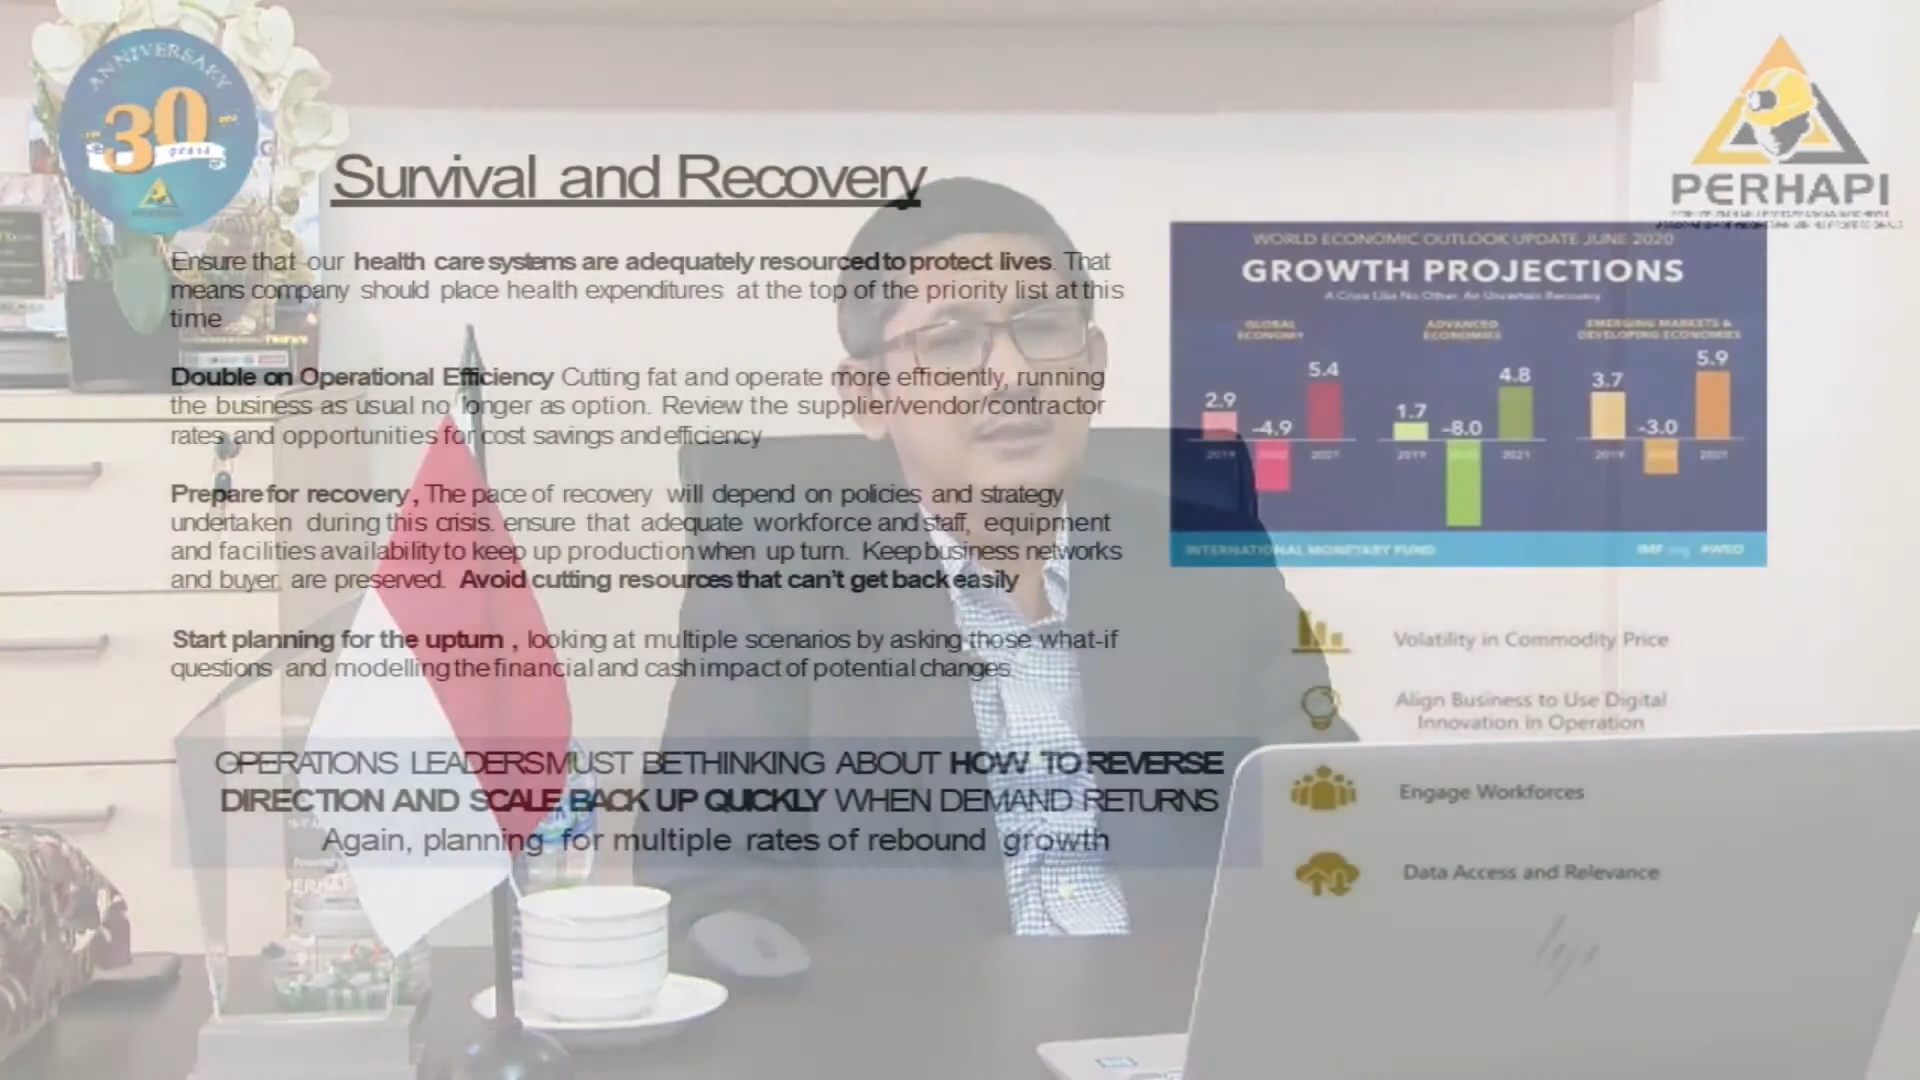 ANNIVERSARY
30
years
PERHAPI
Survival and Recovery
Ensure that our health care systems are adequately resourced to protect lives. That
means company should place health expenditures at the top of the priority list at this
time
Double on Operational Efficiency Cutting fat and operate more efficiently, running
the business as usual no longer as option. Review the supplier/vendor/contractor
rates and opportunities for cost savings and efficiency
Prepare for recovery, The pace of recovery will depend on policies and strategy
undertaken during this crisis. ensure that adequate workforce and staff, equipment
and facilities availability to keep up production when up turn. Keep business networks
and buyer are preserved. Avoid cutting resources that can't get back easily
Start planning for the upturn , looking at multiple scenarios by asking those what-if
questions and modelling the financial and cash impact of potential changes
OPERATIONS LEADERS MUST BE THINKING ABOUT HOW TO REVERSE
DIRECTION AND SCALE BACK UP QUICKLY WHEN DEMAND RETURNS
Again, planning for multiple rates of rebound growth
PERHAPI
WORLD ECONOMIC OUTLOOK UPDATE JUNE 2020
GROWTH PROJECTIONS
A Crisis Like No Other, An Uncertain Recovery
GLOBAL
ECONOMY
ADVANCED
ECONOMIES
EMERGING MARKETS &
DEVELOPING ECONOMIES
2.9 -4.9 5.4
1.7 -8.0 4.8
3.7 -3.0 5.9
2019 2021
2019 2021
2019 2021
INTERNATIONAL MONETARY FUND
IMF.org #WEO
Volatility in Commodity Price
Align Business to Use Digital
Innovation In Operation
Engage Workforces
Data Access and Relevance
PERHAPI
hp